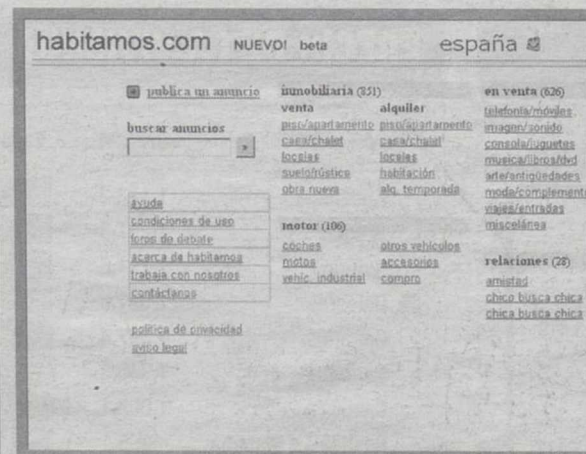 habitamos.com NUEVO! beta españa
publica un anuncio
buscar anuncios
ayuda
condiciones de uso
foros de debate
acerca de habitamos
trabaja con nosotros
contáctanos
política de privacidad
aviso legal
inmobiliaria (851)
venta alquiler
piso/apartamento piso/apartamento
casa/chalet casa/chalet
locales locales
suelo/rústico habitación
obra nueva alq. temporada
motor (106)
coches otros vehículos
motos accesorios
vehic. industrial compro
en venta (626)
telefonía/móviles
imagen/sonido
consola/juguetes
musica/libros/dvd
arte/antigüedades
moda/complement
viajes/entradas
miscelánea
relaciones (28)
amistad
chico busca chica
chica busca chica